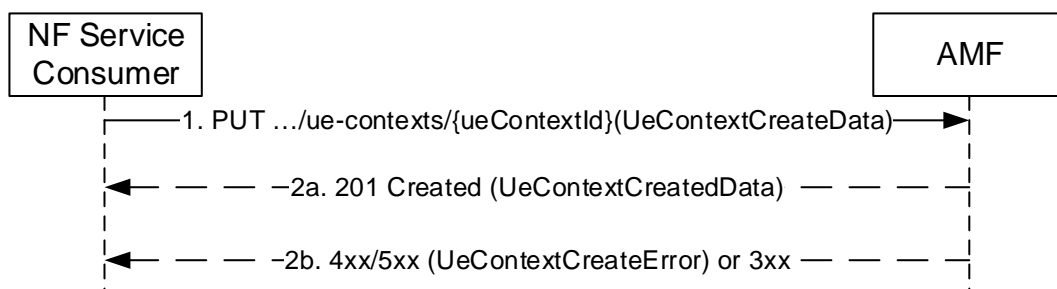 NF Service
Consumer
AMF
1. PUT …/ue-contexts/{ueContextId}(UeContextCreateData)
2a. 201 Created (UeContextCreatedData)
2b. 4xx/5xx (UeContextCreateError) or 3xx